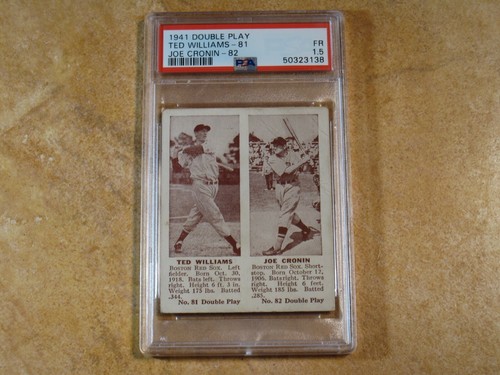 1941 DOUBLE PLAY
TED WILLIAMS-81
JOE CRONIN-82
FR
1.5
PSA
50323138
TED WILLIAMS
BOSTON RED SOX. Left
fielder. Born Oct. 30,
1918. Bats left, Throws
right, Height 6 ft. 3 in,
Weight 175 lbs. Batted
.344.
No. 81 Double Play
JOE CRONIN
BOSTON RED SOX. Short-
stop. Born October 12,
1906. Bats right, Throws
right, Height 6 feet,
Weight 185 lbs. Batted
.285.
No. 82 Double Play